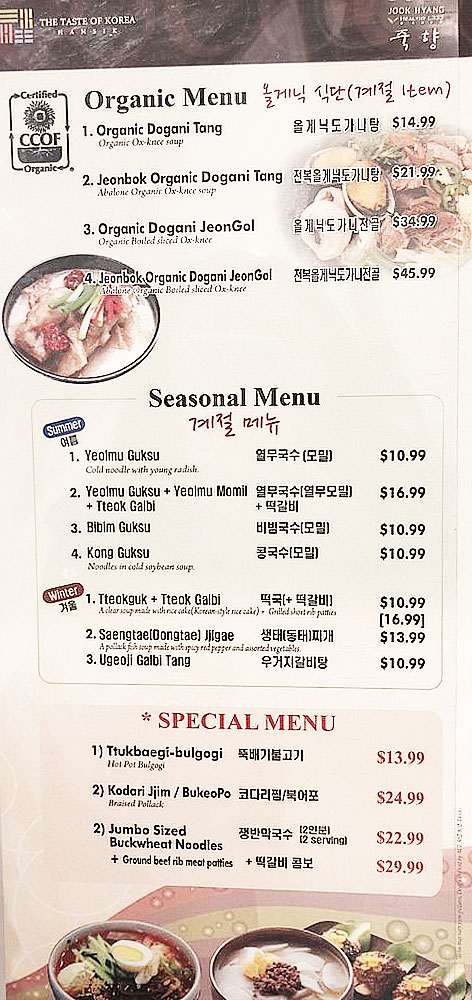 THE TASTE OF KOREA
HANSIK
JOOK HYANG
HEALTHY LIFE
죽향
Certified
CCOF
Organic
Organic Menu 올게닉 식단(계절 Item)
1. Organic Dogani Tang 올게닉도가니탕 $14.99
Organic Ox-knee soup
2. Jeonbok Organic Dogani Tang 전복올게닉도가니탕 $21.99
Abalone Organic Ox-knee soup
3. Organic Dogani JeonGol 올게닉도가니전골 $34.99
Organic Boiled sliced Ox-knee
4. Jeonbok Organic Dogani JeonGol 전복올게닉도가니전골 $45.99
Abalone Organic Boiled sliced Ox-knee
Seasonal Menu
계절 메뉴
Summer
여름
1. Yeolmu Guksu 열무국수(모밀) $10.99
Cold noodle with young radish.
2. Yeolmu Guksu + Yeolmu Momil 열무국수(열무모밀) $16.99
+ Tteok Galbi + 떡갈비
3. Bibim Guksu 비빔국수(모밀) $10.99
4. Kong Guksu 콩국수(모밀) $10.99
Noodles in cold soybean soup.
Winter
겨울
1. Tteokguk + Tteok Galbi 떡국(+ 떡갈비) $10.99
A clear soup made with rice cake(Korean-style rice cake) + Grilled short rib patties [16.99]
2. Saengtae(Dongtae) Jjigae 생태(동태)찌개 $13.99
A pollack fish soup made with spicy red pepper and assorted vegetables.
3. Ugeoji Galbi Tang 우거지갈비탕 $10.99
* SPECIAL MENU
1) Ttukbaegi-bulgogi 뚝배기불고기 $13.99
Hot Pot Bulgogi
2) Kodari Jjim / BukeoPo 코다리찜/북어포 $24.99
Braised Pollack
2) Jumbo Sized 쟁반막국수 (2인분) $22.99
Buckwheat Noodles (2 serving)
+ Ground beef rib meat patties + 떡갈비 콤보 $29.99